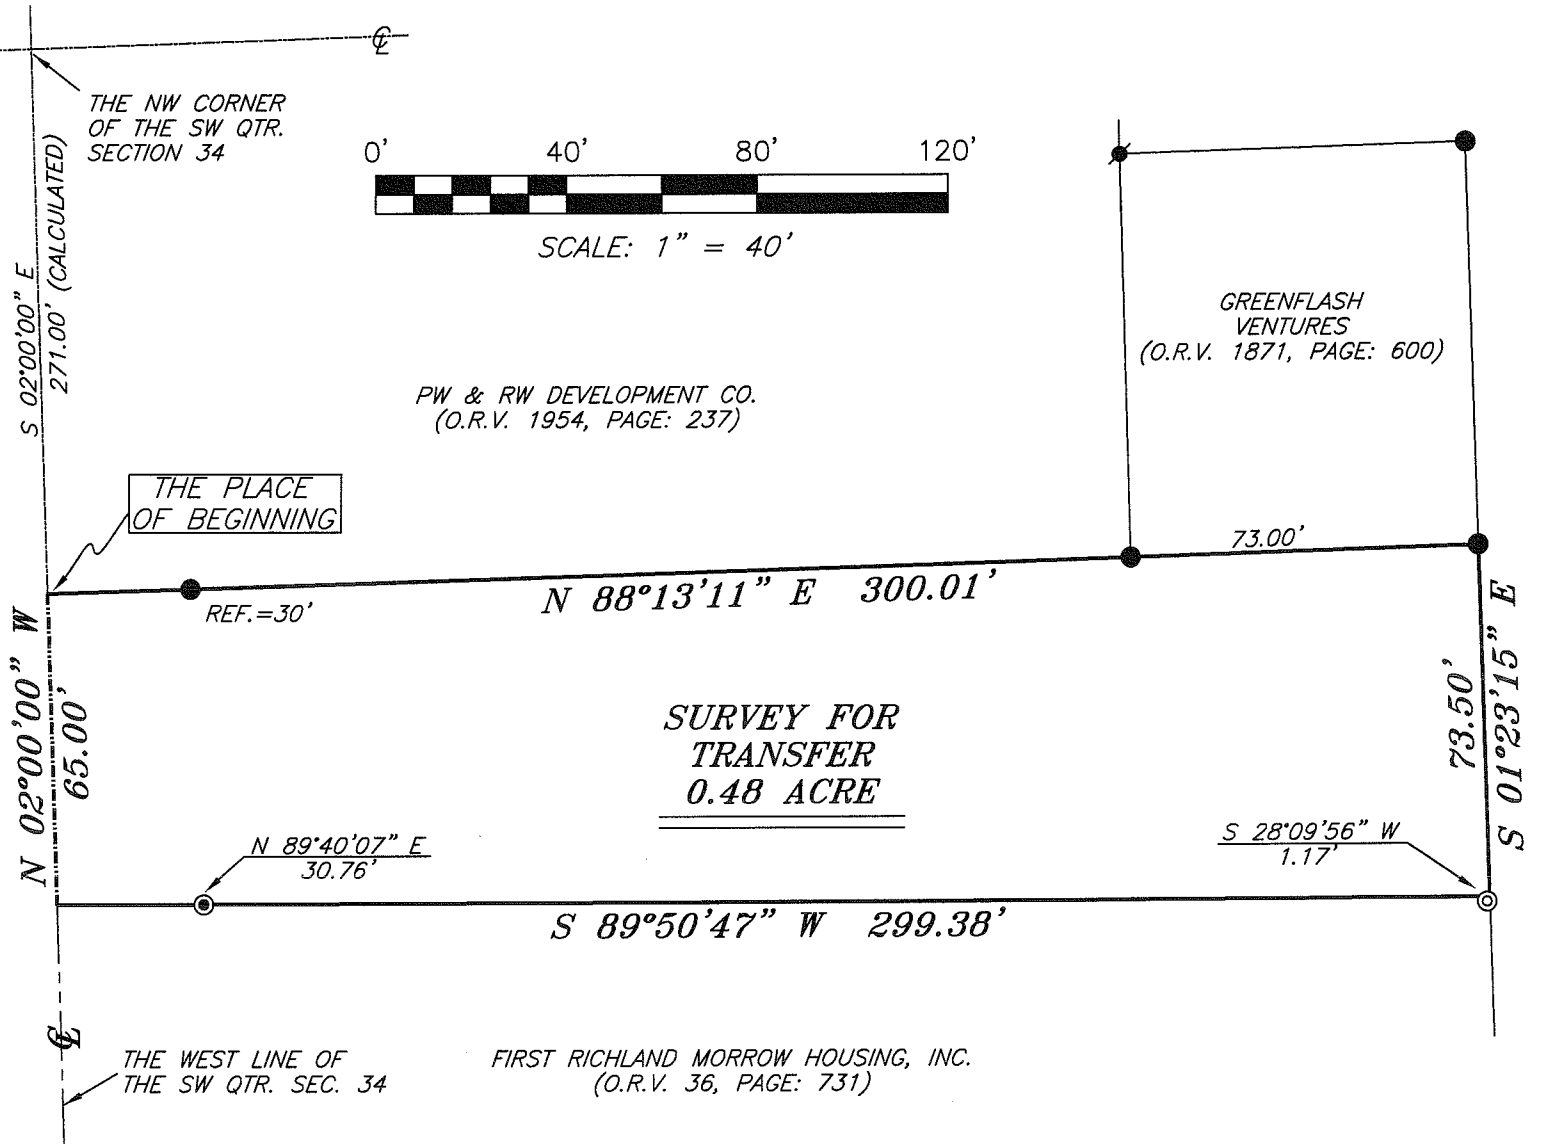 ℄
THE NW CORNER
OF THE SW QTR.
SECTION 34
0' 40' 80' 120'
SCALE: 1" = 40'
S 02°00'00" E
271.00' (CALCULATED)
GREENFLASH
VENTURES
(O.R.V. 1871, PAGE: 600)
PW & RW DEVELOPMENT CO.
(O.R.V. 1954, PAGE: 237)
THE PLACE
OF BEGINNING
73.00'
REF.=30'
N 88°13'11" E 300.01'
N 02°00'00" W
65.00'
SURVEY FOR
TRANSFER
0.48 ACRE
73.50'
S 01°23'15" E
N 89°40'07" E
30.76'
S 28°09'56" W
1.17'
S 89°50'47" W 299.38'
℄
THE WEST LINE OF
THE SW QTR. SEC. 34
FIRST RICHLAND MORROW HOUSING, INC.
(O.R.V. 36, PAGE: 731)